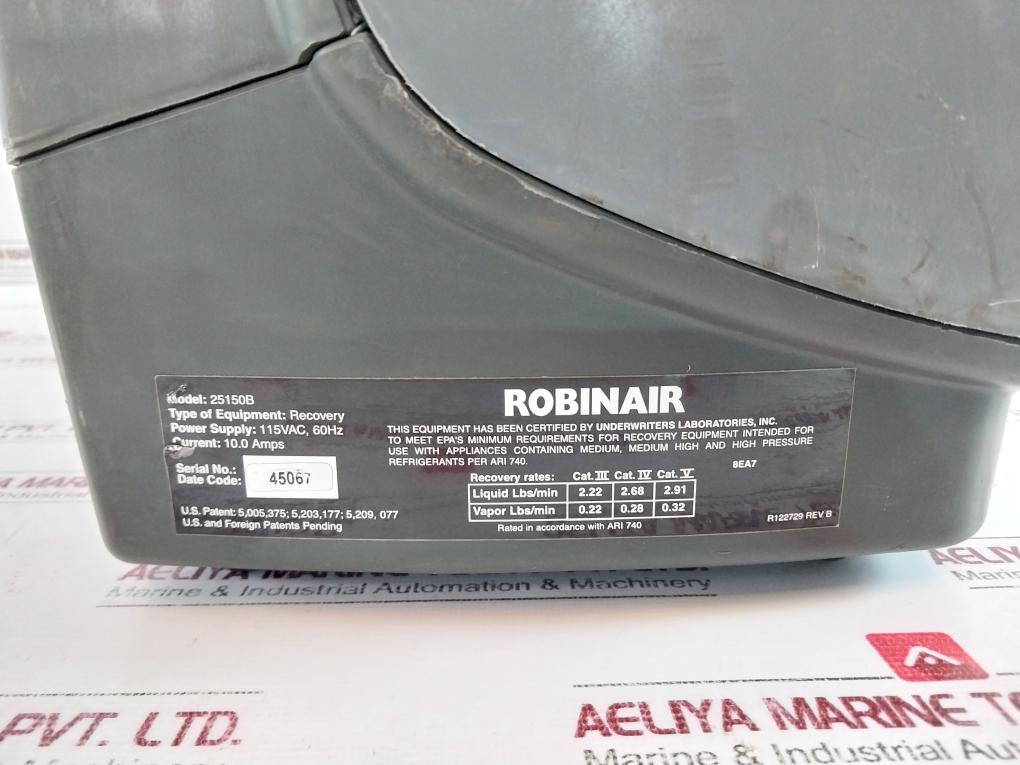 Model: 25150B
Type of Equipment: Recovery
Power Supply: 115VAC, 60Hz
Current: 10.0 Amps
Serial No.:
Date Code:
45067
U.S. Patent: 5,005,375; 5,203,177; 5,209, 077
U.S. and Foreign Patents Pending
ROBINAIR
THIS EQUIPMENT HAS BEEN CERTIFIED BY UNDERWRITERS LABORATORIES, INC.
TO MEET EPA'S MINIMUM REQUIREMENTS FOR RECOVERY EQUIPMENT INTENDED FOR
USE WITH APPLIANCES CONTAINING MEDIUM, MEDIUM HIGH AND HIGH PRESSURE
REFRIGERANTS PER ARI 740.
8EA7
Recovery rates: Cat. III Cat. IV Cat. V
Liquid Lbs/min 2.22 2.68 2.91
Vapor Lbs/min 0.22 0.28 0.32
Rated in accordance with ARI 740
R122729 REV B
AELIYA MARINE
Marine & Industrial Automation & Machinery
PVT. LTD.
Machinery
AELIYA MARINE
Marine & Industrial Auto